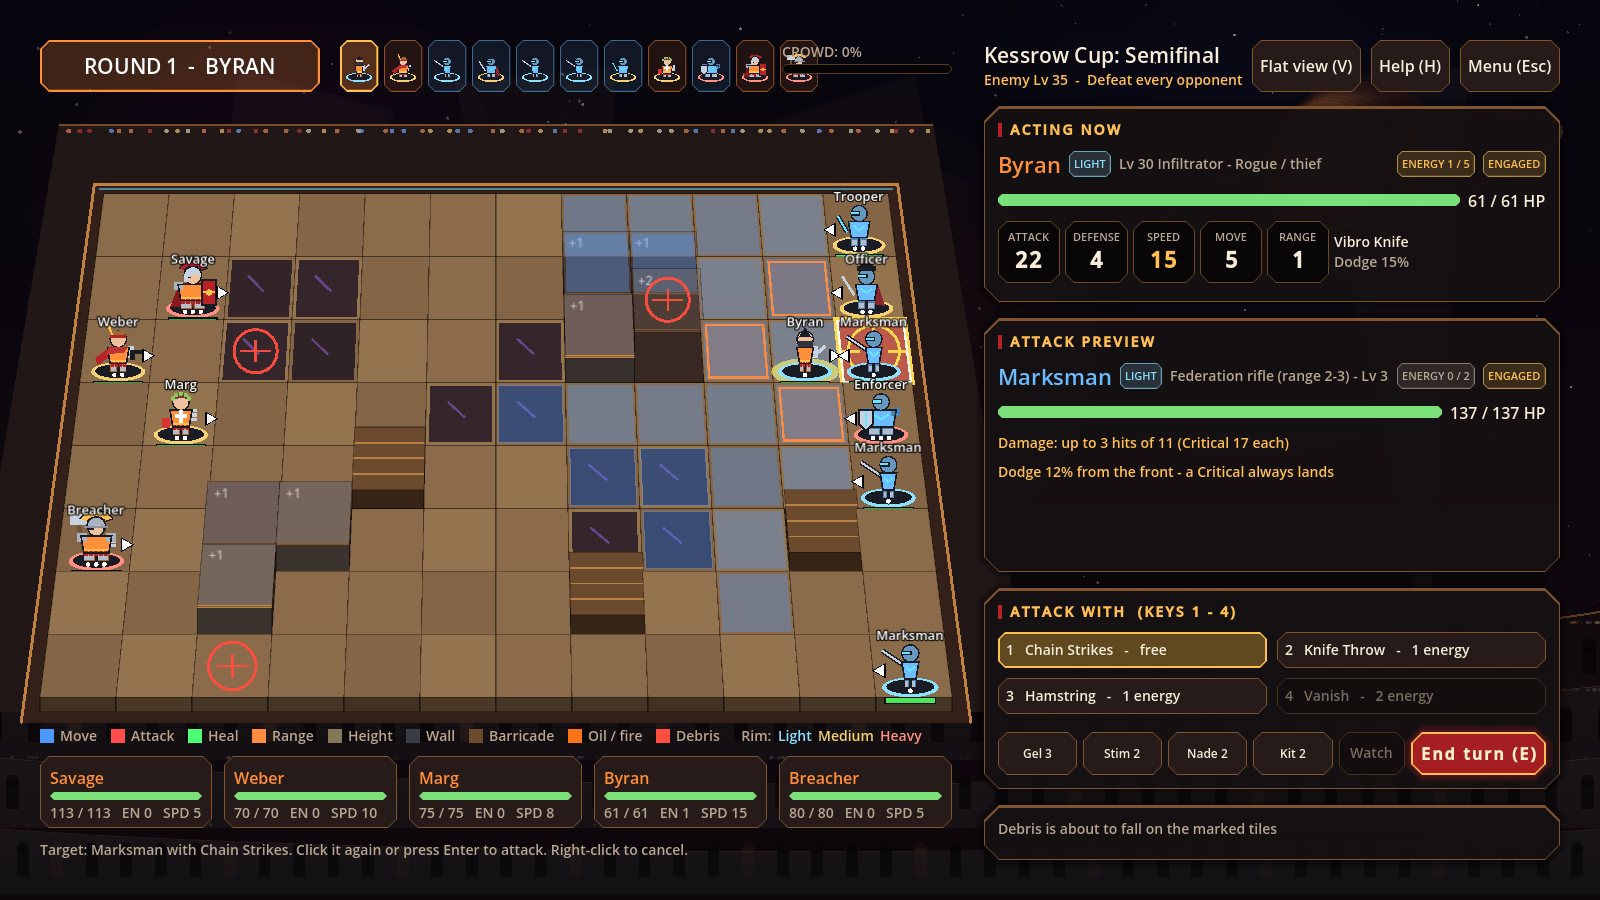 ROUND 1 - BYRAN
CROWD: 0%
Kessrow Cup: Semifinal
Enemy Lv 35 - Defeat every opponent
Flat view (V)
Help (H)
Menu (Esc)
ACTING NOW
Byran
LIGHT
Lv 30 Infiltrator - Rogue / thief
ENERGY 1 / 5
ENGAGED
61 / 61 HP
ATTACK
22
DEFENSE
4
SPEED
15
MOVE
5
RANGE
1
Vibro Knife
Dodge 15%
ATTACK PREVIEW
Marksman
LIGHT
Federation rifle (range 2-3) - Lv 3
ENERGY 0 / 2
ENGAGED
137 / 137 HP
Damage: up to 3 hits of 11 (Critical 17 each)
Dodge 12% from the front - a Critical always lands
ATTACK WITH (KEYS 1 - 4)
1 Chain Strikes - free
2 Knife Throw - 1 energy
3 Hamstring - 1 energy
4 Vanish - 2 energy
Gel 3
Stim 2
Nade 2
Kit 2
Watch
End turn (E)
Debris is about to fall on the marked tiles
Trooper
+1
+1
Savage
Officer
+2
+1
Weber
Byran
Marksman
Marg
Enforcer
Marksman
+1
+1
Breacher
+1
Marksman
Move
Attack
Heal
Range
Height
Wall
Barricade
Oil / fire
Debris
Rim: Light Medium Heavy
Savage
113 / 113 EN 0 SPD 5
Weber
70 / 70 EN 0 SPD 10
Marg
75 / 75 EN 0 SPD 8
Byran
61 / 61 EN 1 SPD 15
Breacher
80 / 80 EN 0 SPD 5
Target: Marksman with Chain Strikes. Click it again or press Enter to attack. Right-click to cancel.